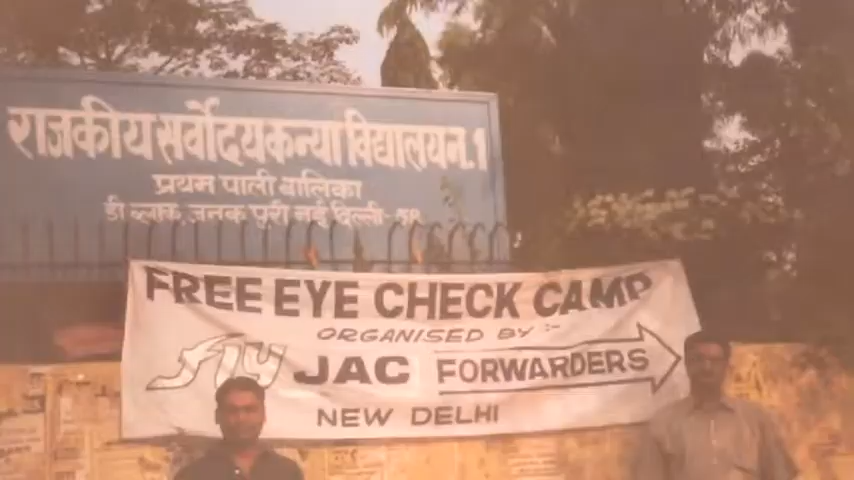 राजकीय सर्वोदय कन्या विद्यालय नं. 1
प्रथम पाली बालिका
डी ब्लाक, जनक पुरी नई दिल्ली-58
FREE EYE CHECK CAMP
ORGANISED BY :-
fly JAC FORWARDERS
NEW DELHI